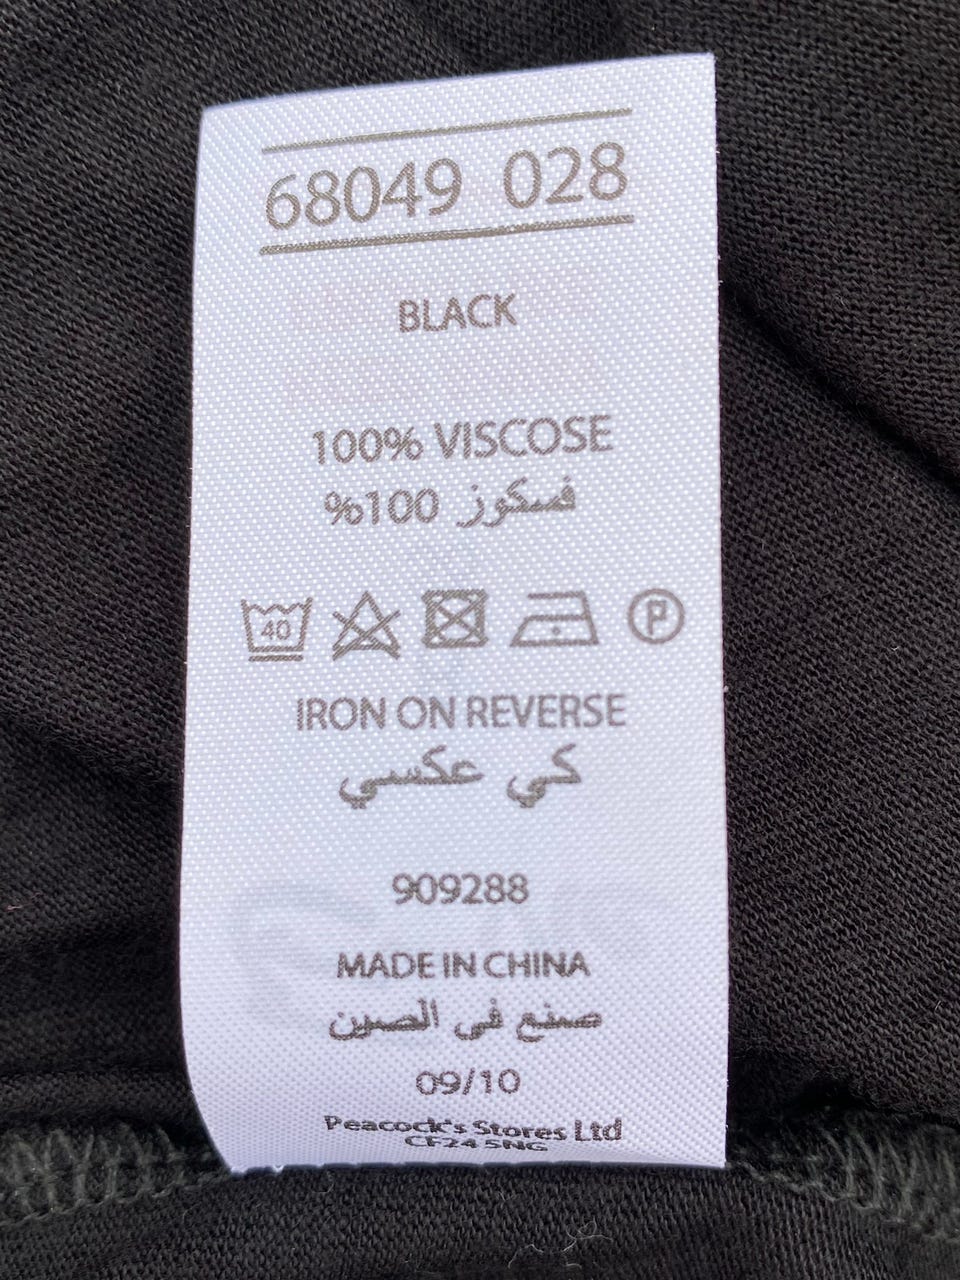 68049 028
BLACK
100% VISCOSE
فسكوز 100%
40 P
IRON ON REVERSE
كي عكسي
909288
MADE IN CHINA
صنع في الصين
09/10
Peacock's Stores Ltd
CF24 5NG